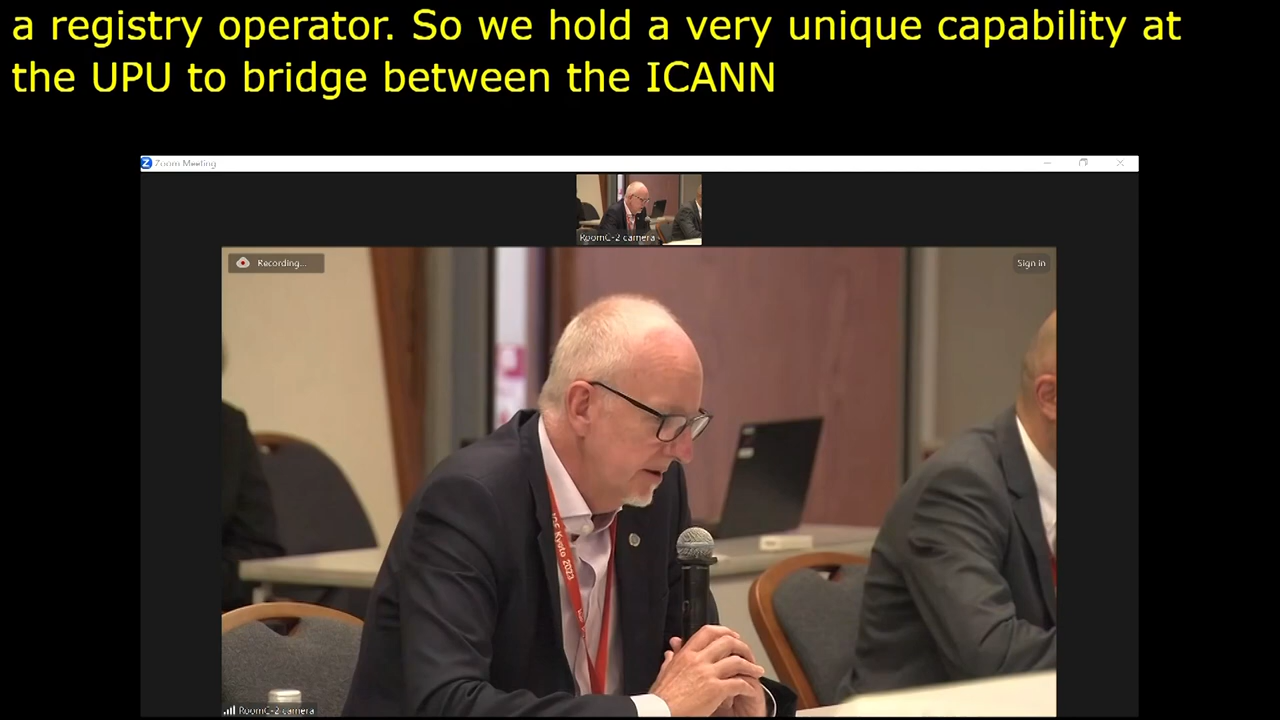 a registry operator. So we hold a very unique capability at
the UPU to bridge between the ICANN
Zoom Meeting
RoomC-2 camera
Recording...
Sign in
IGF Kyoto 2023
RoomC-2 camera